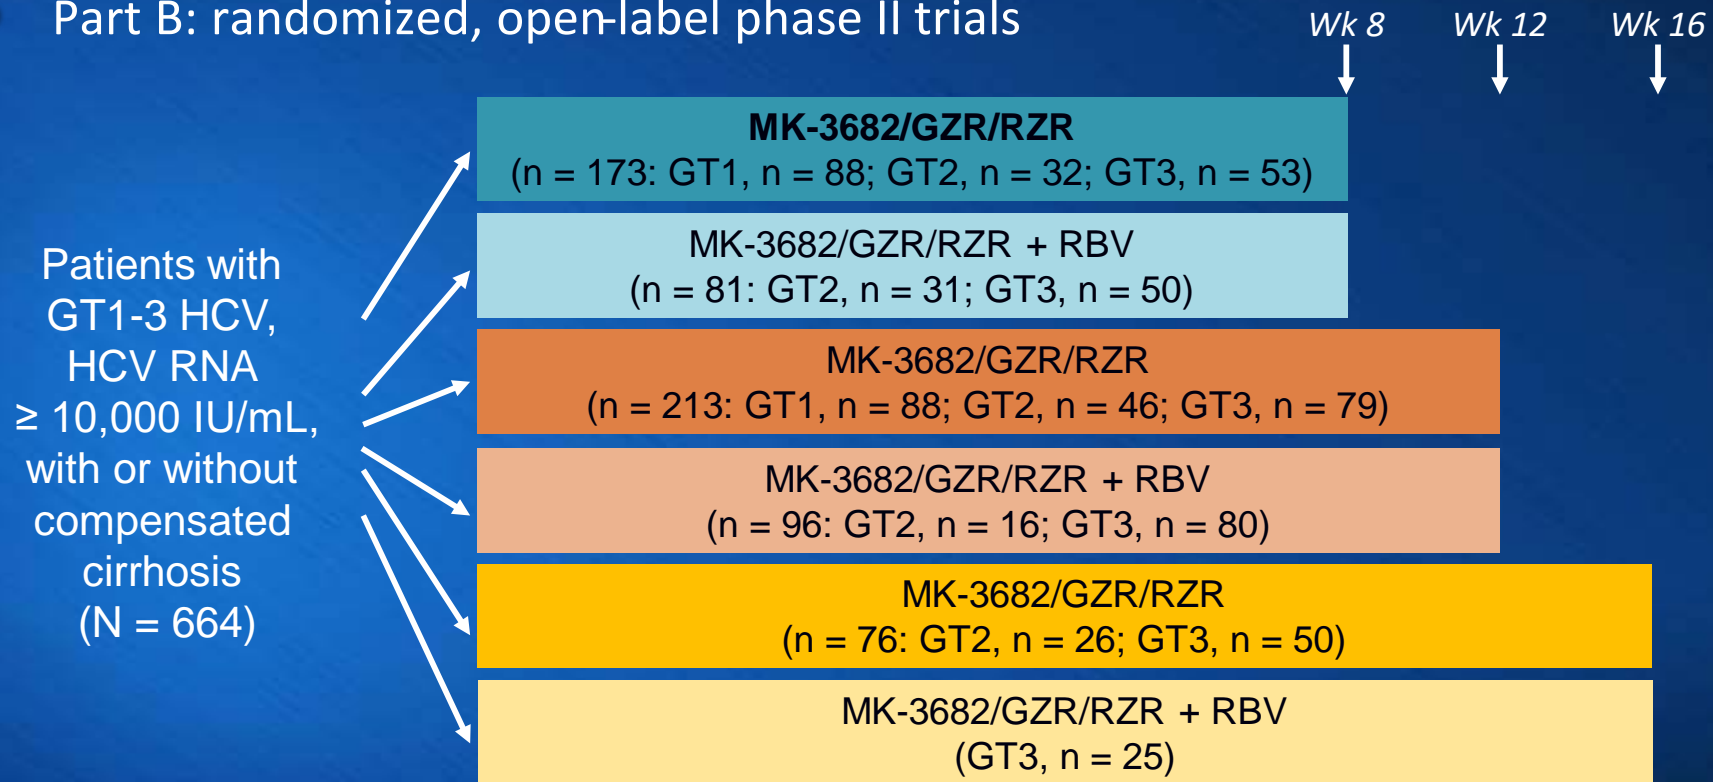 Part B: randomized, open-label phase II trials
Wk 8
Wk 12
Wk 16
Patients with
GT1-3 HCV,
HCV RNA
≥ 10,000 IU/mL,
with or without
compensated
cirrhosis
(N = 664)
MK-3682/GZR/RZR
(n = 173: GT1, n = 88; GT2, n = 32; GT3, n = 53)
MK-3682/GZR/RZR + RBV
(n = 81: GT2, n = 31; GT3, n = 50)
MK-3682/GZR/RZR
(n = 213: GT1, n = 88; GT2, n = 46; GT3, n = 79)
MK-3682/GZR/RZR + RBV
(n = 96: GT2, n = 16; GT3, n = 80)
MK-3682/GZR/RZR
(n = 76: GT2, n = 26; GT3, n = 50)
MK-3682/GZR/RZR + RBV
(GT3, n = 25)